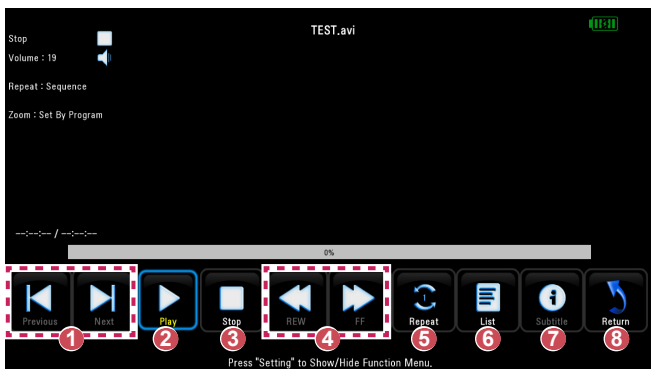 TEST.avi
Stop
Volume : 19
Repeat : Sequence
Zoom : Set By Program
--:--:-- / --:--:--
0%
1
Previous Next Play Stop REW FF Repeat List Subtitle Return
1 2 3 4 5 6 7 8
Press "Setting" to Show/Hide Function Menu.